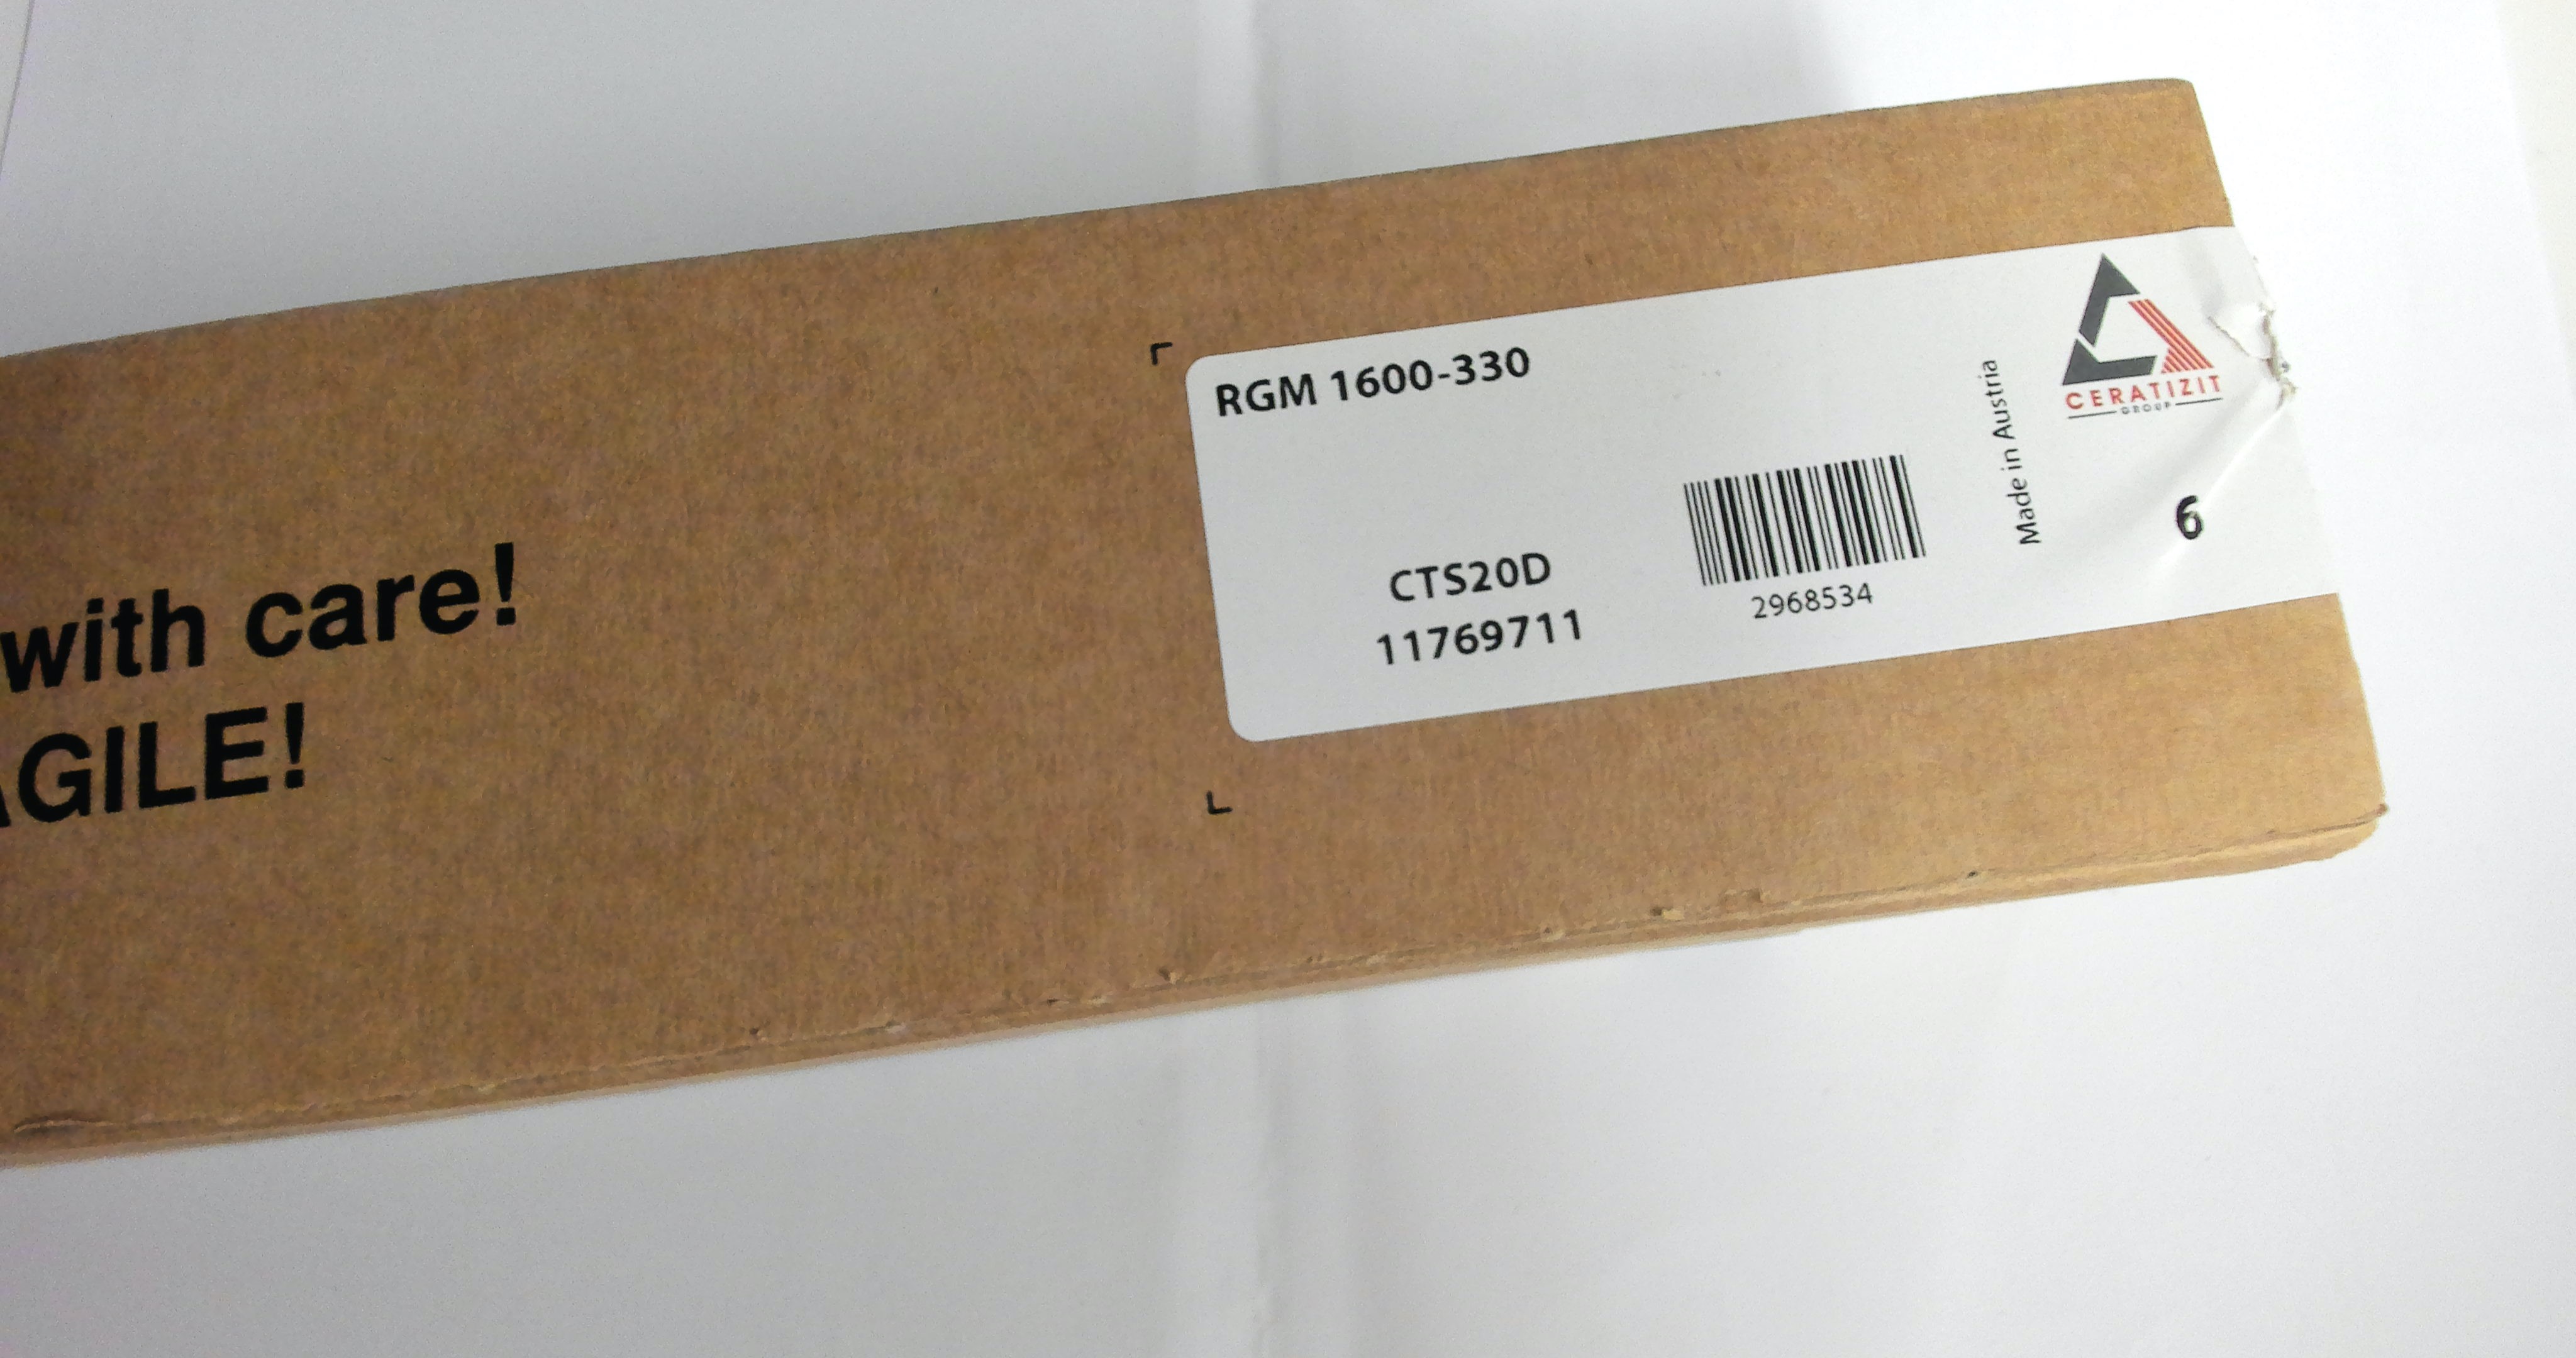 with care!
AGILE!
RGM 1600-330
CTS20D
11769711
2968534
Made in Austria
CERATIZIT
GROUP
6